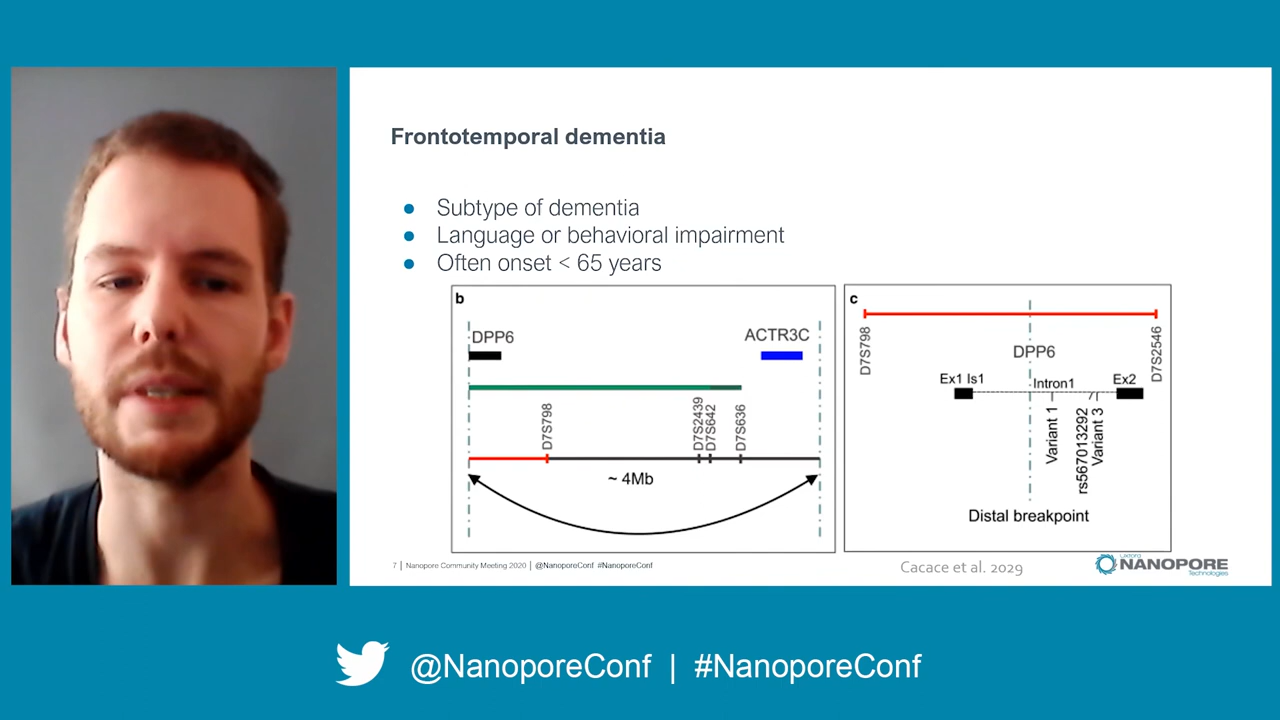 Frontotemporal dementia
● Subtype of dementia
● Language or behavioral impairment
● Often onset < 65 years
b
DPP6
ACTR3C
D7S798
D7S2439
D7S642
D7S636
~ 4Mb
c
D7S798
D7S2546
DPP6
Ex1 Is1
Intron1
Ex2
Variant 1
rs567013292
Variant 3
Distal breakpoint
Cacace et al. 2029
7 | Nanopore Community Meeting 2020 | @NanoporeConf #NanoporeConf
Oxford
NANOPORE
Technologies
@NanoporeConf | #NanoporeConf